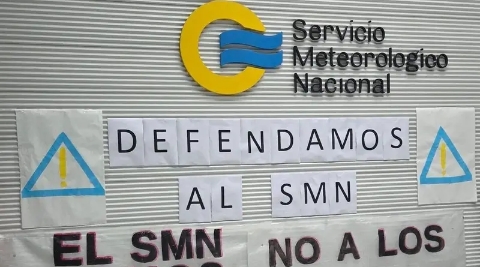 Servicio
Meteorologico
Nacional
DEFENDAMOS
AL SMN
EL SMN
NO A LOS